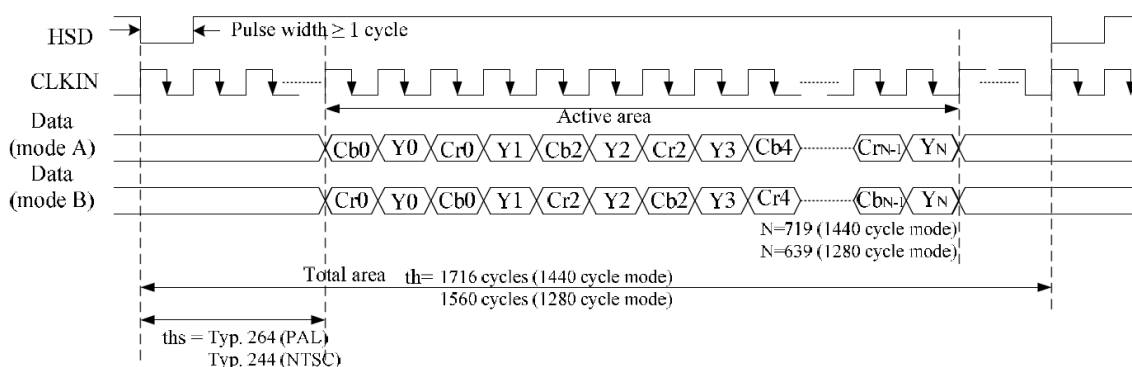 HSD
Pulse width ≥ 1 cycle
CLKIN
Active area
Data
(mode A)
Cb0 Y0 Cr0 Y1 Cb2 Y2 Cr2 Y3 Cb4 CrN-1 YN
Data
(mode B)
Cr0 Y0 Cb0 Y1 Cr2 Y2 Cb2 Y3 Cr4 CbN-1 YN
N=719 (1440 cycle mode)
N=639 (1280 cycle mode)
Total area th= 1716 cycles (1440 cycle mode)
1560 cycles (1280 cycle mode)
ths = Typ. 264 (PAL)
Typ. 244 (NTSC)